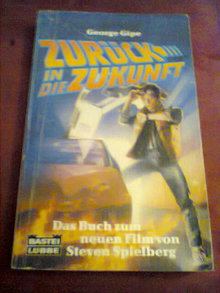 George Gipe
ZURÜCK
IN DIE ZUKUNFT
Das Buch zum
neuen Film von
Steven Spielberg
BASTEI
LÜBBE